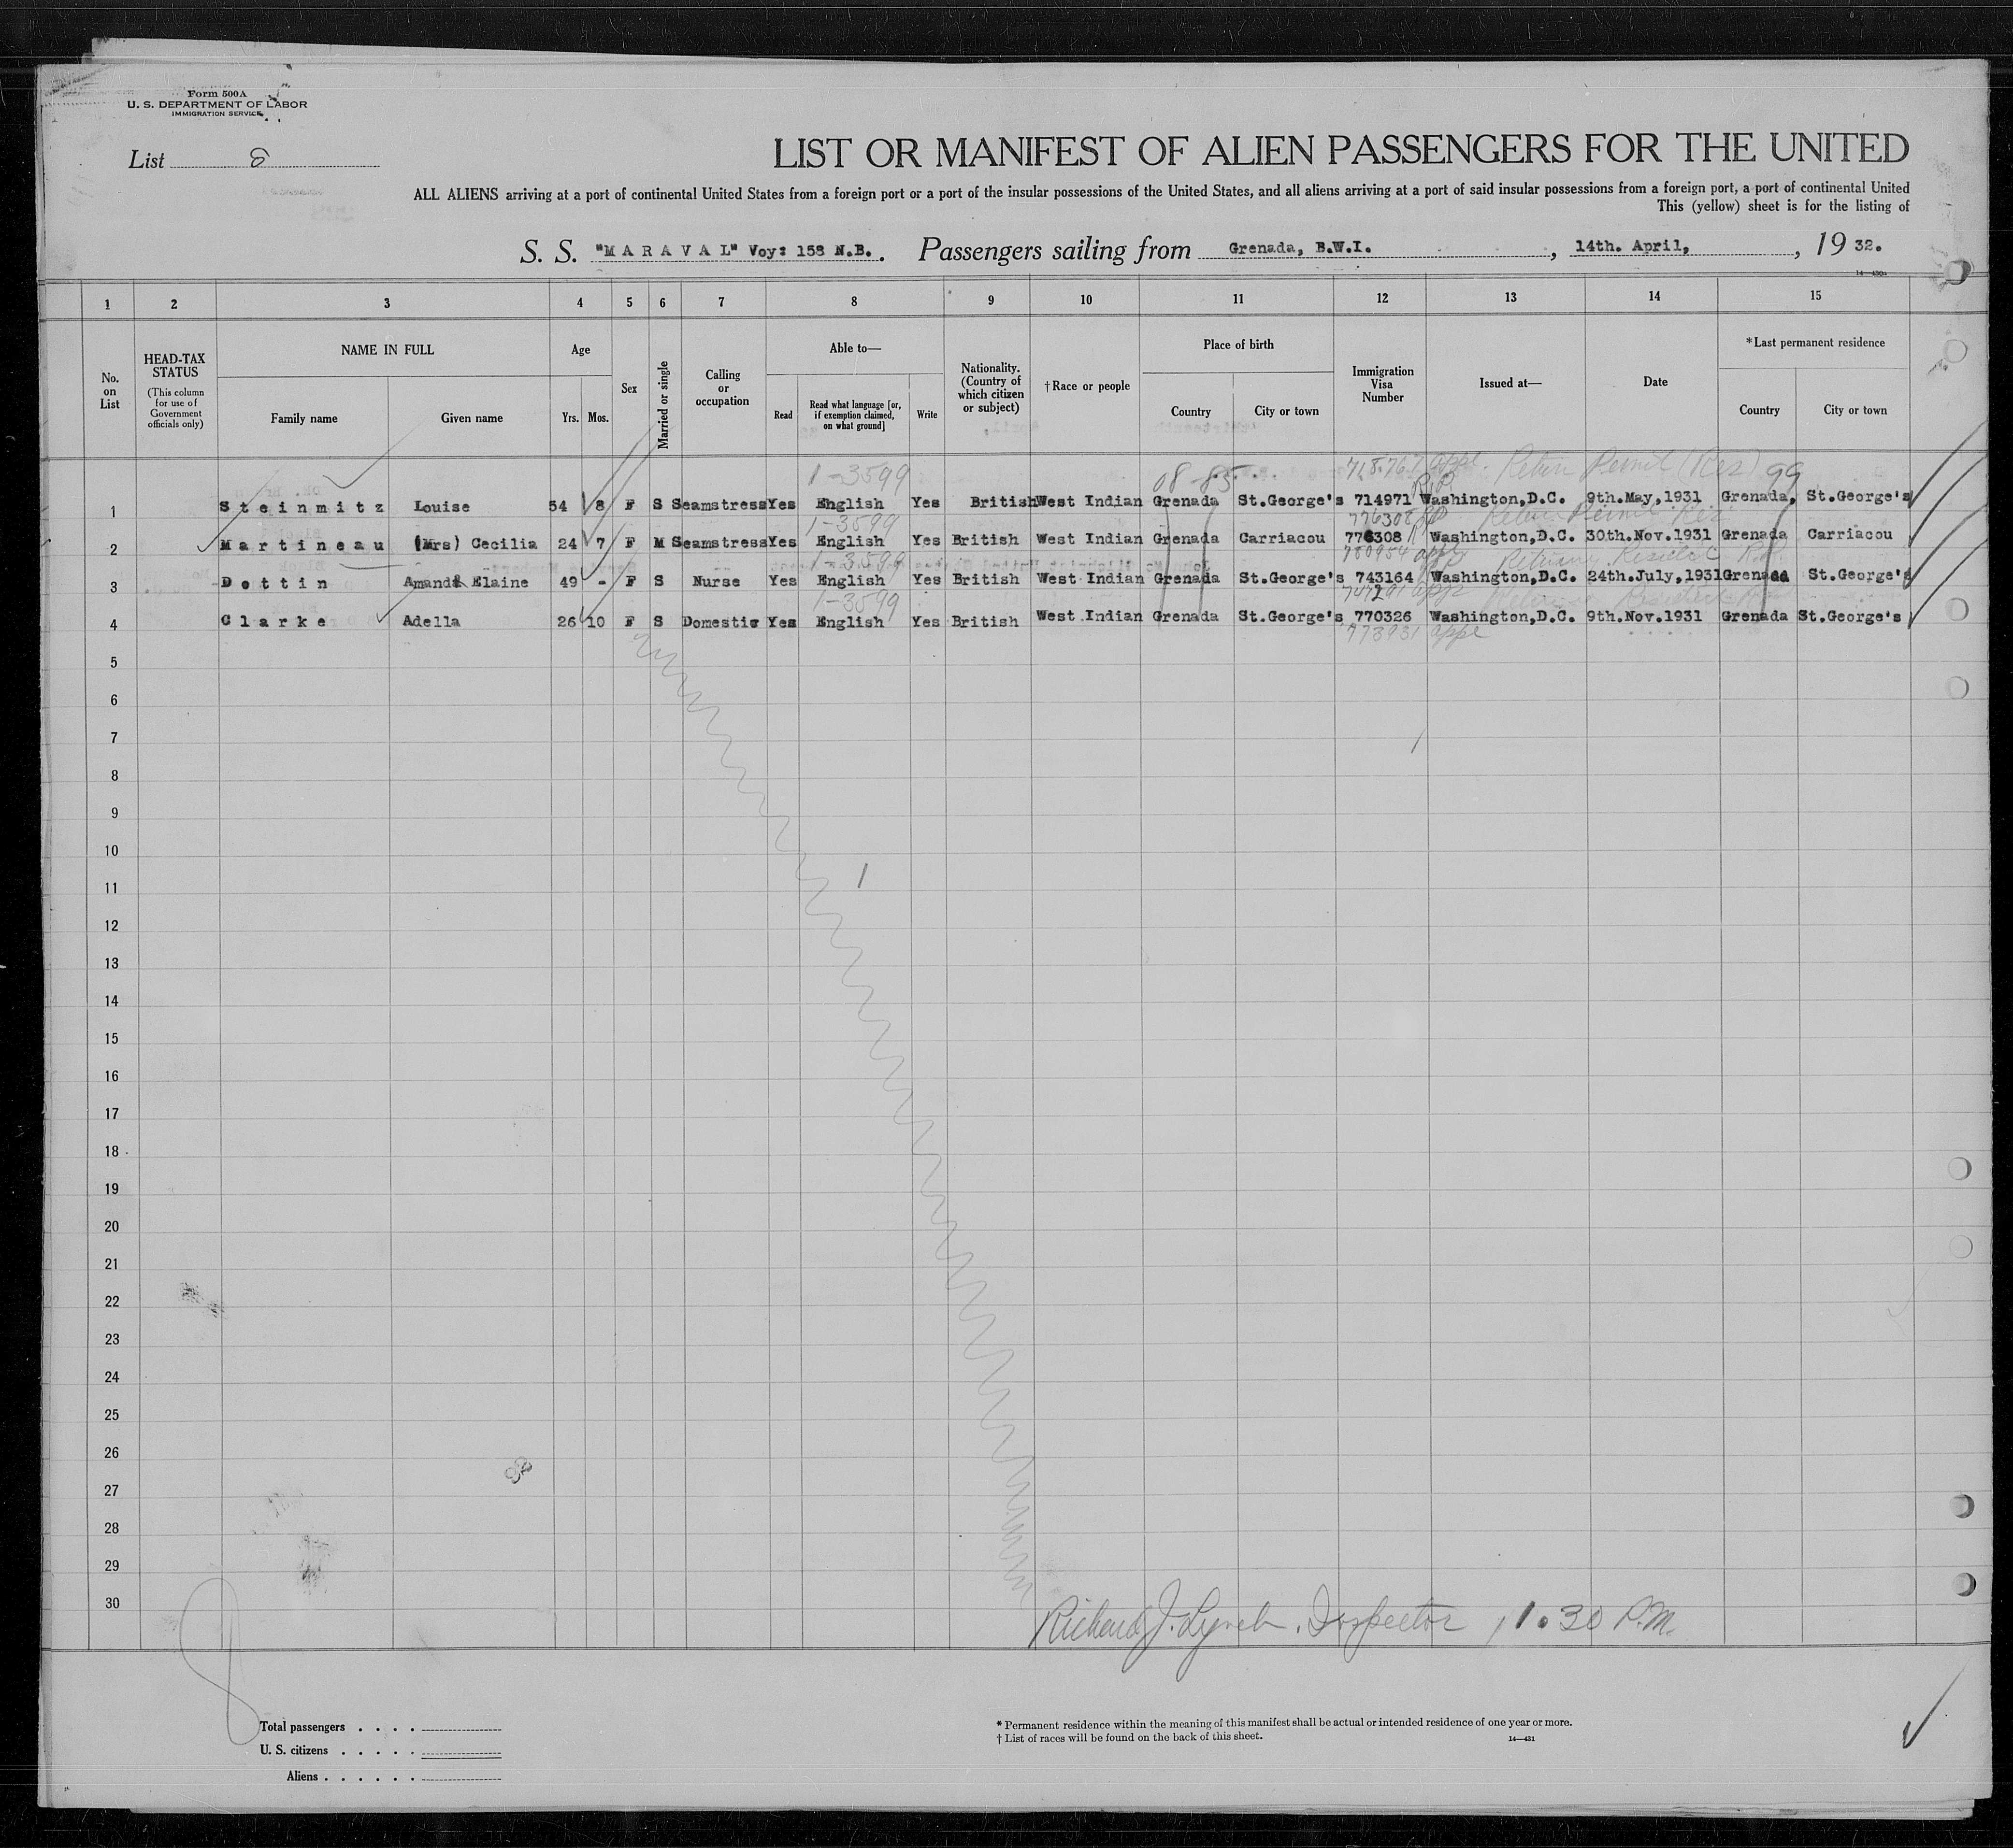 Form 500A
U. S. DEPARTMENT OF LABOR
IMMIGRATION SERVICE
List 8
LIST OR MANIFEST OF ALIEN PASSENGERS FOR THE UNITED
ALL ALIENS arriving at a port of continental United States from a foreign port or a port of the insular possessions of the United States, and all aliens arriving at a port of said insular possessions from a foreign port, a port of continental United
This (yellow) sheet is for the listing of
S. S. "M A R A V A L" Voy: 158 N.B. Passengers sailing from Grenada, B.W.I. , 14th. April, , 19 32.
1 2 3 4 5 6 7 8 9 10 11 12 13 14 15
No. on List
HEAD-TAX STATUS
(This column for use of Government officials only)
NAME IN FULL
Family name Given name
Age
Yrs. Mos.
Sex
Married or single
Calling or occupation
Able to—
Read
Read what language [or, if exemption claimed, on what ground]
Write
Nationality. (Country of which citizen or subject)
†Race or people
Place of birth
Country City or town
Immigration Visa Number
Issued at—
Date
*Last permanent residence
Country City or town
1-3599 08-85 99
1 Steinmitz Louise 54 8 F S Seamstress Yes English Yes British West Indian Grenada St.George's 714971 Washington,D.C. 9th.May,1931 Grenada, St.George's
1-3599 776308
2 Martineau (Mrs) Cecilia 24 7 F M Seamstress Yes English Yes British West Indian Grenada Carriacou 776308 Washington,D.C. 30th.Nov.1931 Grenada Carriacou
1-3599 780954 appl
3 Dottin Amanda Elaine 49 - F S Nurse Yes English Yes British West Indian Grenada St.George's 743164 Washington,D.C. 24th.July,1931 Grenada St.George's
1-3599
4 Clarke Adella 26 10 F S Domestic Yes English Yes British West Indian Grenada St.George's 770326 Washington,D.C. 9th.Nov.1931 Grenada St.George's
773931 appl
5
6
7
8
9
10
11
12
13
14
15
16
17
18
19
20
21
22
23
24
25
26
27
28
29
30
Richard J. Lynch, Inspector 1.30 P.M.
8
Total passengers . . . .
U. S. citizens . . . . .
Aliens . . . . . .
* Permanent residence within the meaning of this manifest shall be actual or intended residence of one year or more.
† List of races will be found on the back of this sheet.
14—431